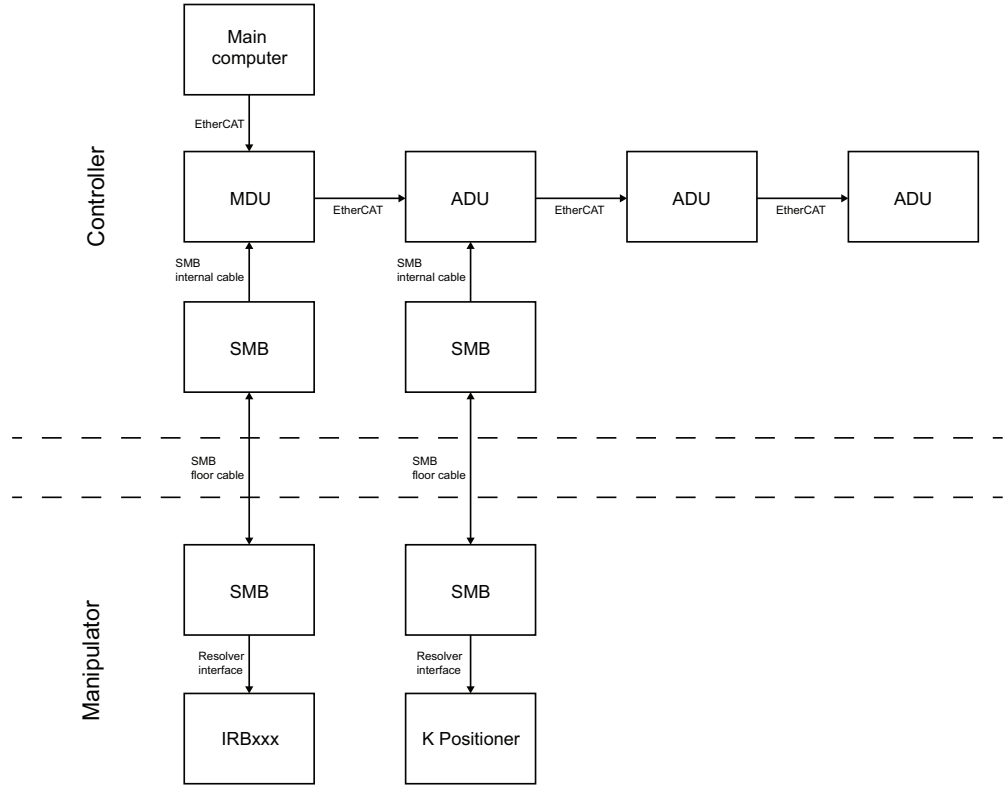 Main
computer
EtherCAT
Controller
MDU
EtherCAT
ADU
EtherCAT
ADU
EtherCAT
ADU
SMB
internal cable
SMB
internal cable
SMB
SMB
SMB
floor cable
SMB
floor cable
Manipulator
SMB
SMB
Resolver
interface
Resolver
interface
IRBxxx
K Positioner